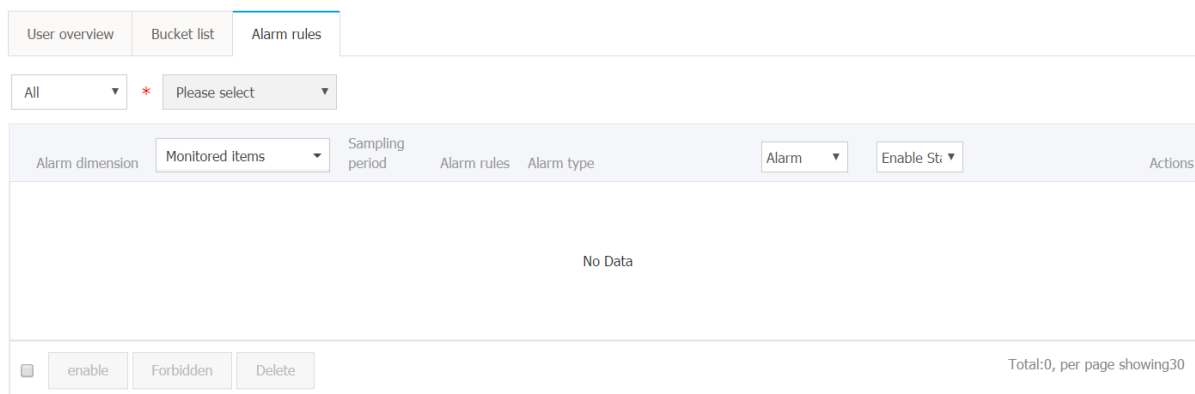 User overview Bucket list Alarm rules
All * Please select
Alarm dimension Monitored items Sampling period Alarm rules Alarm type Alarm Enable Sta Actions
No Data
enable Forbidden Delete Total:0, per page showing30